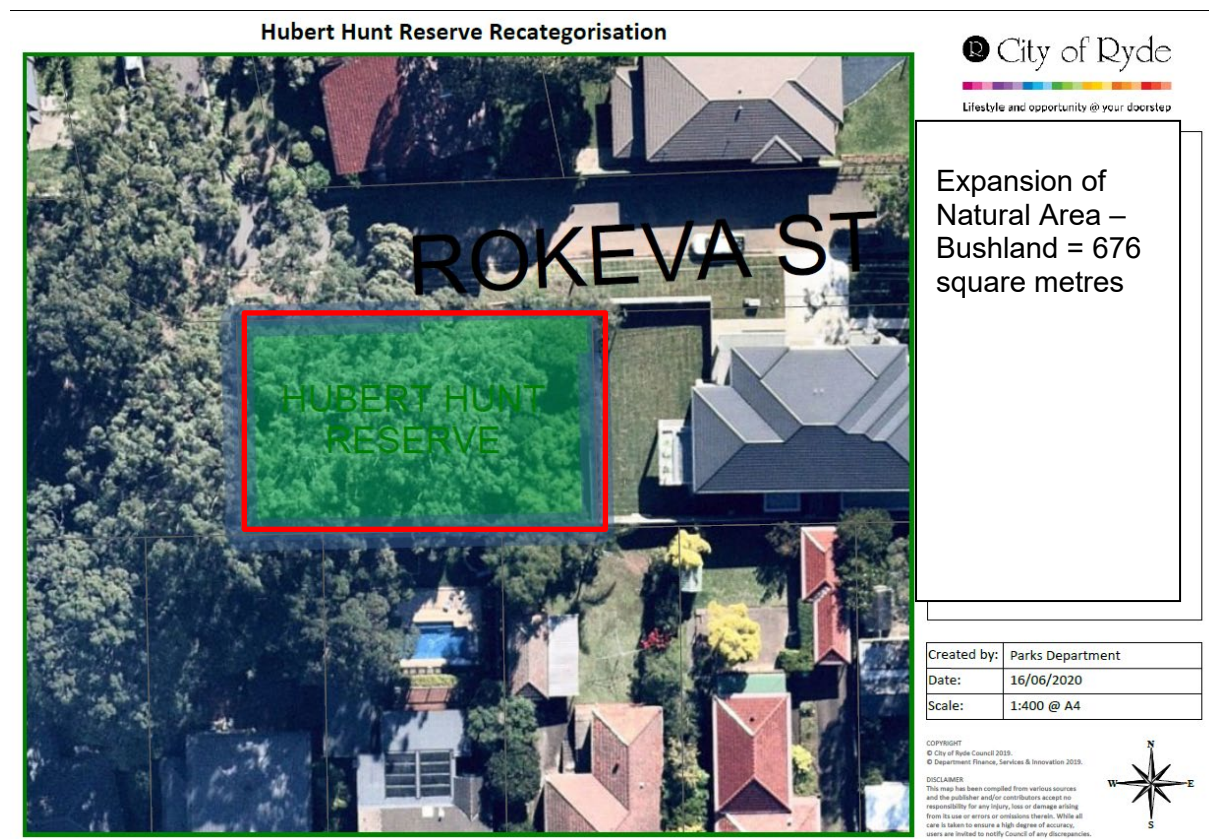 Hubert Hunt Reserve Recategorisation
R City of Ryde
Lifestyle and opportunity @ your doorstep
Expansion of
Natural Area –
Bushland = 676
square metres
ROKEVA ST
HUBERT HUNT
RESERVE
Created by: Parks Department
Date: 16/06/2020
Scale: 1:400 @ A4
COPYRIGHT
© City of Ryde Council 2019.
© Department Finance, Services & Innovation 2019.
DISCLAIMER
This map has been compiled from various sources
and the publisher and/or contributors accept no
responsibility for any injury, loss or damage arising
from its use or errors or omissions therein. While all
care is taken to ensure a high degree of accuracy,
users are invited to notify Council of any discrepancies.
N
W E
S